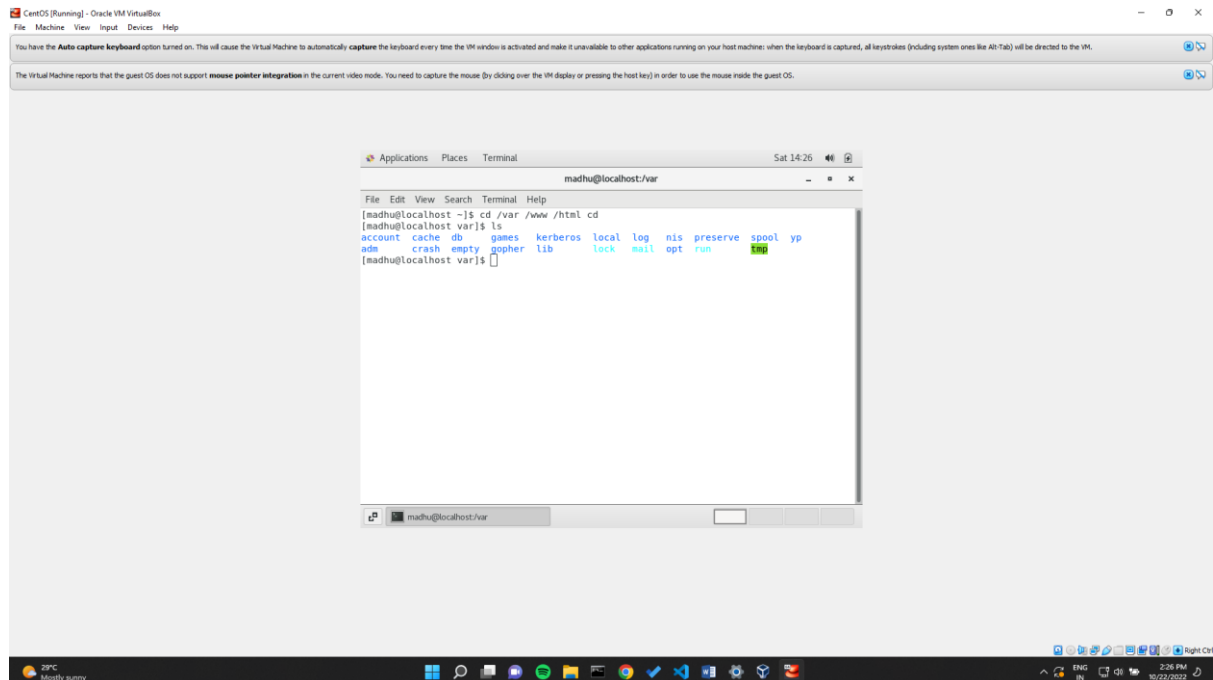 CentOS [Running] - Oracle VM VirtualBox
File Machine View Input Devices Help
You have the Auto capture keyboard option turned on. This will cause the Virtual Machine to automatically capture the keyboard every time the VM window is activated and make it unavailable to other applications running on your host machine: when the keyboard is captured, all keystrokes (including system ones like Alt-Tab) will be directed to the VM.
The Virtual Machine reports that the guest OS does not support mouse pointer integration in the current video mode. You need to capture the mouse (by clicking over the VM display or pressing the host key) in order to use the mouse inside the guest OS.
Applications Places Terminal Sat 14:26
madhu@localhost:/var
File Edit View Search Terminal Help
[madhu@localhost ~]$ cd /var /www /html cd
[madhu@localhost var]$ ls
account cache db games kerberos local log nis preserve spool yp
adm crash empty gopher lib lock mail opt run tmp
[madhu@localhost var]$
madhu@localhost:/var
Right Ctrl
29°C
Mostly sunny
ENG
IN
2:26 PM
10/22/2022